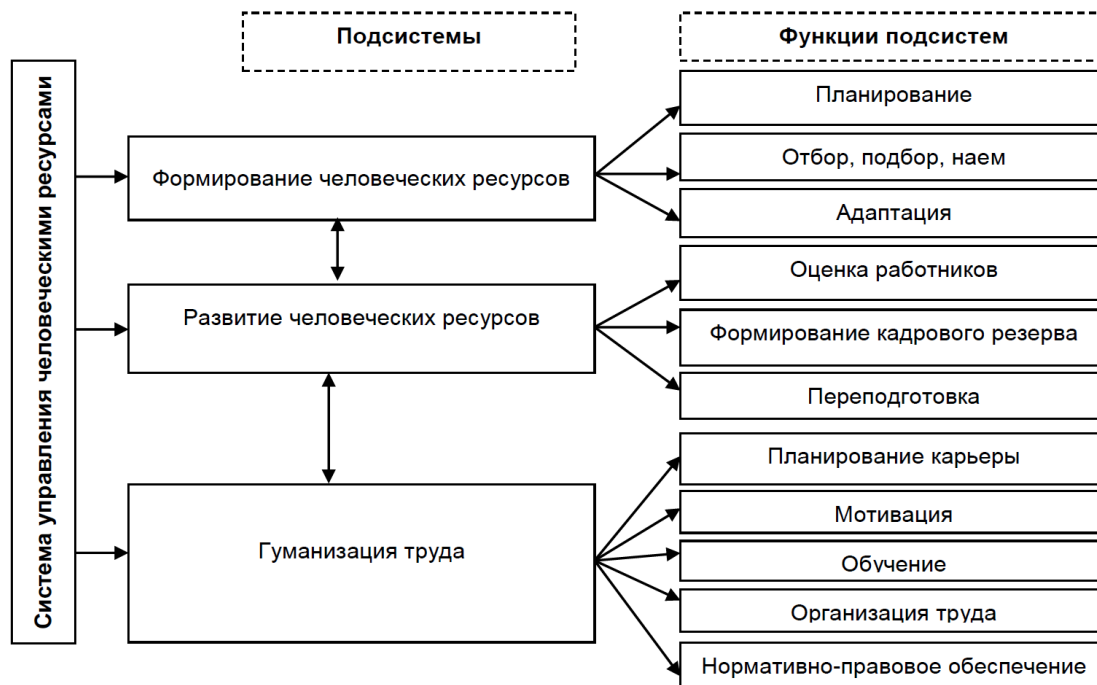 Подсистемы
Функции подсистем
Система управления человеческими ресурсами
Формирование человеческих ресурсов
Планирование
Отбор, подбор, наем
Адаптация
Развитие человеческих ресурсов
Оценка работников
Формирование кадрового резерва
Переподготовка
Гуманизация труда
Планирование карьеры
Мотивация
Обучение
Организация труда
Нормативно-правовое обеспечение